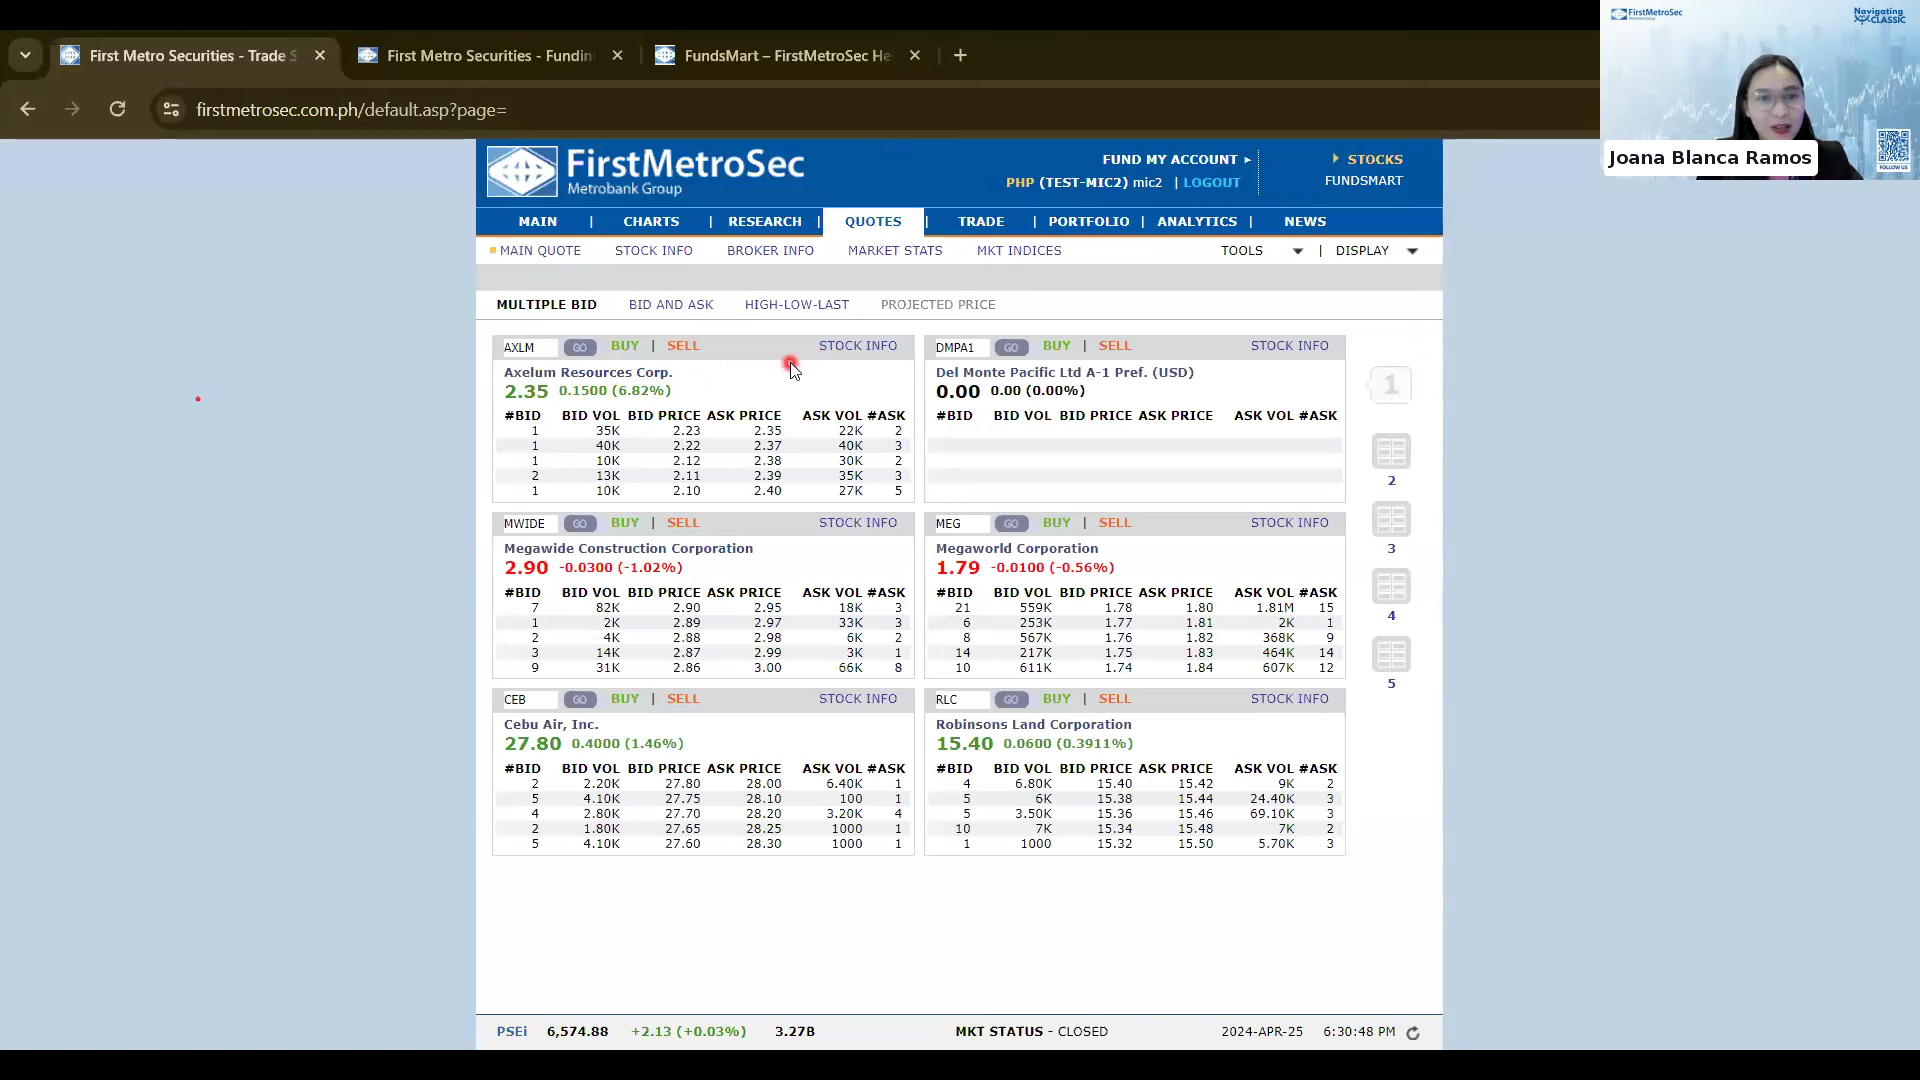 First Metro Securities - Trade S
First Metro Securities - Fundin
FundsMart – FirstMetroSec He
firstmetrosec.com.ph/default.asp?page=
FirstMetroSec
Navigating
CLASSIC
FOLLOW US
Joana Blanca Ramos
FirstMetroSec
Metrobank Group
FUND MY ACCOUNT
PHP (TEST-MIC2) mic2 | LOGOUT
STOCKS
FUNDSMART
MAIN | CHARTS | RESEARCH | QUOTES | TRADE | PORTFOLIO | ANALYTICS | NEWS
MAIN QUOTE STOCK INFO BROKER INFO MARKET STATS MKT INDICES TOOLS | DISPLAY
MULTIPLE BID BID AND ASK HIGH-LOW-LAST PROJECTED PRICE
AXLM GO BUY | SELL STOCK INFO
Axelum Resources Corp.
2.35 0.1500 (6.82%)
#BID BID VOL BID PRICE ASK PRICE ASK VOL #ASK
1 35K 2.23 2.35 22K 2
1 40K 2.22 2.37 40K 3
1 10K 2.12 2.38 30K 2
2 13K 2.11 2.39 35K 3
1 10K 2.10 2.40 27K 5
DMPA1 GO BUY | SELL STOCK INFO
Del Monte Pacific Ltd A-1 Pref. (USD)
0.00 0.00 (0.00%)
#BID BID VOL BID PRICE ASK PRICE ASK VOL #ASK
MWIDE GO BUY | SELL STOCK INFO
Megawide Construction Corporation
2.90 -0.0300 (-1.02%)
#BID BID VOL BID PRICE ASK PRICE ASK VOL #ASK
7 82K 2.90 2.95 18K 3
1 2K 2.89 2.97 33K 3
2 4K 2.88 2.98 6K 2
3 14K 2.87 2.99 3K 1
9 31K 2.86 3.00 66K 8
MEG GO BUY | SELL STOCK INFO
Megaworld Corporation
1.79 -0.0100 (-0.56%)
#BID BID VOL BID PRICE ASK PRICE ASK VOL #ASK
21 559K 1.78 1.80 1.81M 15
6 253K 1.77 1.81 2K 1
8 567K 1.76 1.82 368K 9
14 217K 1.75 1.83 464K 14
10 611K 1.74 1.84 607K 12
CEB GO BUY | SELL STOCK INFO
Cebu Air, Inc.
27.80 0.4000 (1.46%)
#BID BID VOL BID PRICE ASK PRICE ASK VOL #ASK
2 2.20K 27.80 28.00 6.40K 1
5 4.10K 27.75 28.10 100 1
4 2.80K 27.70 28.20 3.20K 4
2 1.80K 27.65 28.25 1000 1
5 4.10K 27.60 28.30 1000 1
RLC GO BUY | SELL STOCK INFO
Robinsons Land Corporation
15.40 0.0600 (0.3911%)
#BID BID VOL BID PRICE ASK PRICE ASK VOL #ASK
4 6.80K 15.40 15.42 9K 2
5 6K 15.38 15.44 24.40K 3
5 3.50K 15.36 15.46 69.10K 3
10 7K 15.34 15.48 7K 2
1 1000 15.32 15.50 5.70K 3
1
2
3
4
5
PSEi 6,574.88 +2.13 (+0.03%) 3.27B MKT STATUS - CLOSED 2024-APR-25 6:30:48 PM